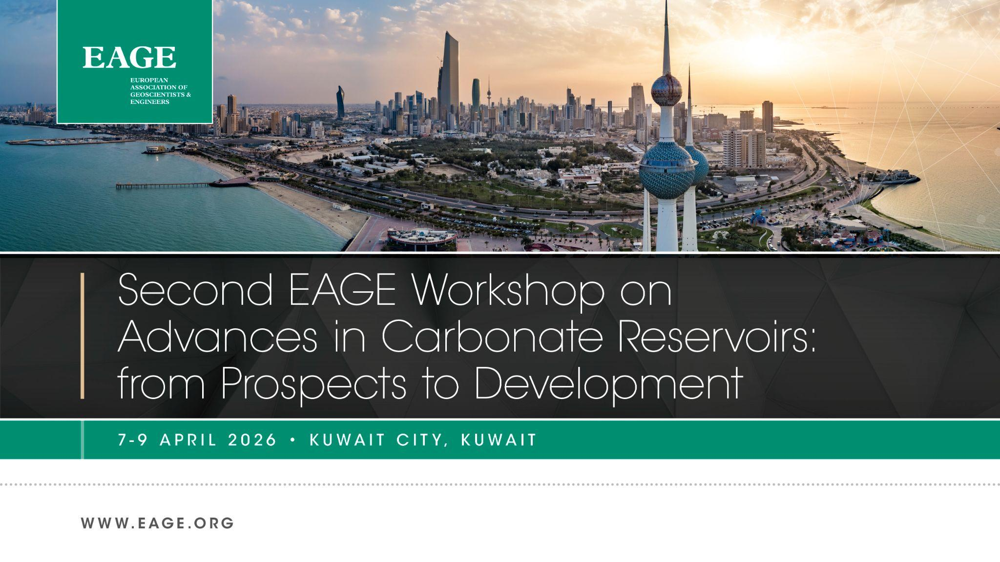 EAGE
EUROPEAN
ASSOCIATION OF
GEOSCIENTISTS &
ENGINEERS
Second EAGE Workshop on
Advances in Carbonate Reservoirs:
from Prospects to Development
7-9 APRIL 2026 • KUWAIT CITY, KUWAIT
WWW.EAGE.ORG